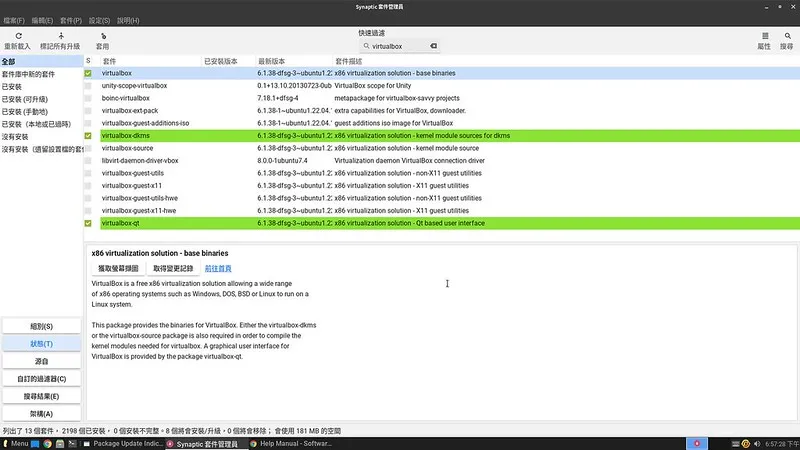 Synaptic 套件管理員
檔案(F) 編輯(E) 套件(P) 設定(S) 說明(H)
快速過濾
重新載入 標記所有升級 套用 virtualbox 屬性 搜尋
全部
套件庫中新的套件
已安裝
已安裝 (可升級)
已安裝 (手動地)
已安裝（本地或已過時）
沒有安裝
沒有安裝（遺留設置檔的套件
S 套件 已安裝版本 最新版本 套件描述
virtualbox 6.1.38-dfsg-3~ubuntu1.2 x86 virtualization solution - base binaries
unity-scope-virtualbox 0.1+13.10.20130723-0ub VirtualBox scope for Unity
boinc-virtualbox 7.18.1+dfsg-4 metapackage for virtualbox-savvy projects
virtualbox-ext-pack 6.1.38-1~ubuntu1.22.04. extra capabilities for VirtualBox, downloader.
virtualbox-guest-additions-iso 6.1.38-1~ubuntu1.22.04. guest additions iso image for VirtualBox
virtualbox-dkms 6.1.38-dfsg-3~ubuntu1.2 x86 virtualization solution - kernel module sources for dkms
virtualbox-source 6.1.38-dfsg-3~ubuntu1.2 x86 virtualization solution - kernel module source
libvirt-daemon-driver-vbox 8.0.0-1ubuntu7.4 Virtualization daemon VirtualBox connection driver
virtualbox-guest-utils 6.1.38-dfsg-3~ubuntu1.2 x86 virtualization solution - non-X11 guest utilities
virtualbox-guest-x11 6.1.38-dfsg-3~ubuntu1.2 x86 virtualization solution - X11 guest utilities
virtualbox-guest-utils-hwe 6.1.38-dfsg-3~ubuntu1.2 x86 virtualization solution - non-X11 guest utilities
virtualbox-guest-x11-hwe 6.1.38-dfsg-3~ubuntu1.2 x86 virtualization solution - X11 guest utilities
virtualbox-qt 6.1.38-dfsg-3~ubuntu1.2 x86 virtualization solution - Qt based user interface
x86 virtualization solution - base binaries
獲取螢幕擷圖 取得變更記錄 前往首頁
VirtualBox is a free x86 virtualization solution allowing a wide range
of x86 operating systems such as Windows, DOS, BSD or Linux to run on a
Linux system.
This package provides the binaries for VirtualBox. Either the virtualbox-dkms
or the virtualbox-source package is also required in order to compile the
kernel modules needed for virtualbox. A graphical user interface for
VirtualBox is provided by the package virtualbox-qt.
組別(S)
狀態(T)
源自
自訂的過濾器(C)
搜尋結果(E)
架構(A)
列出了 13 個套件， 2198 個已安裝， 0 個安裝不完整。8 個將會安裝/升級，0 個將會移除； 會使用 181 MB 的空間
Menu Package Update Indic... Synaptic 套件管理員 Help Manual - Softwar... 6:57:28 下午